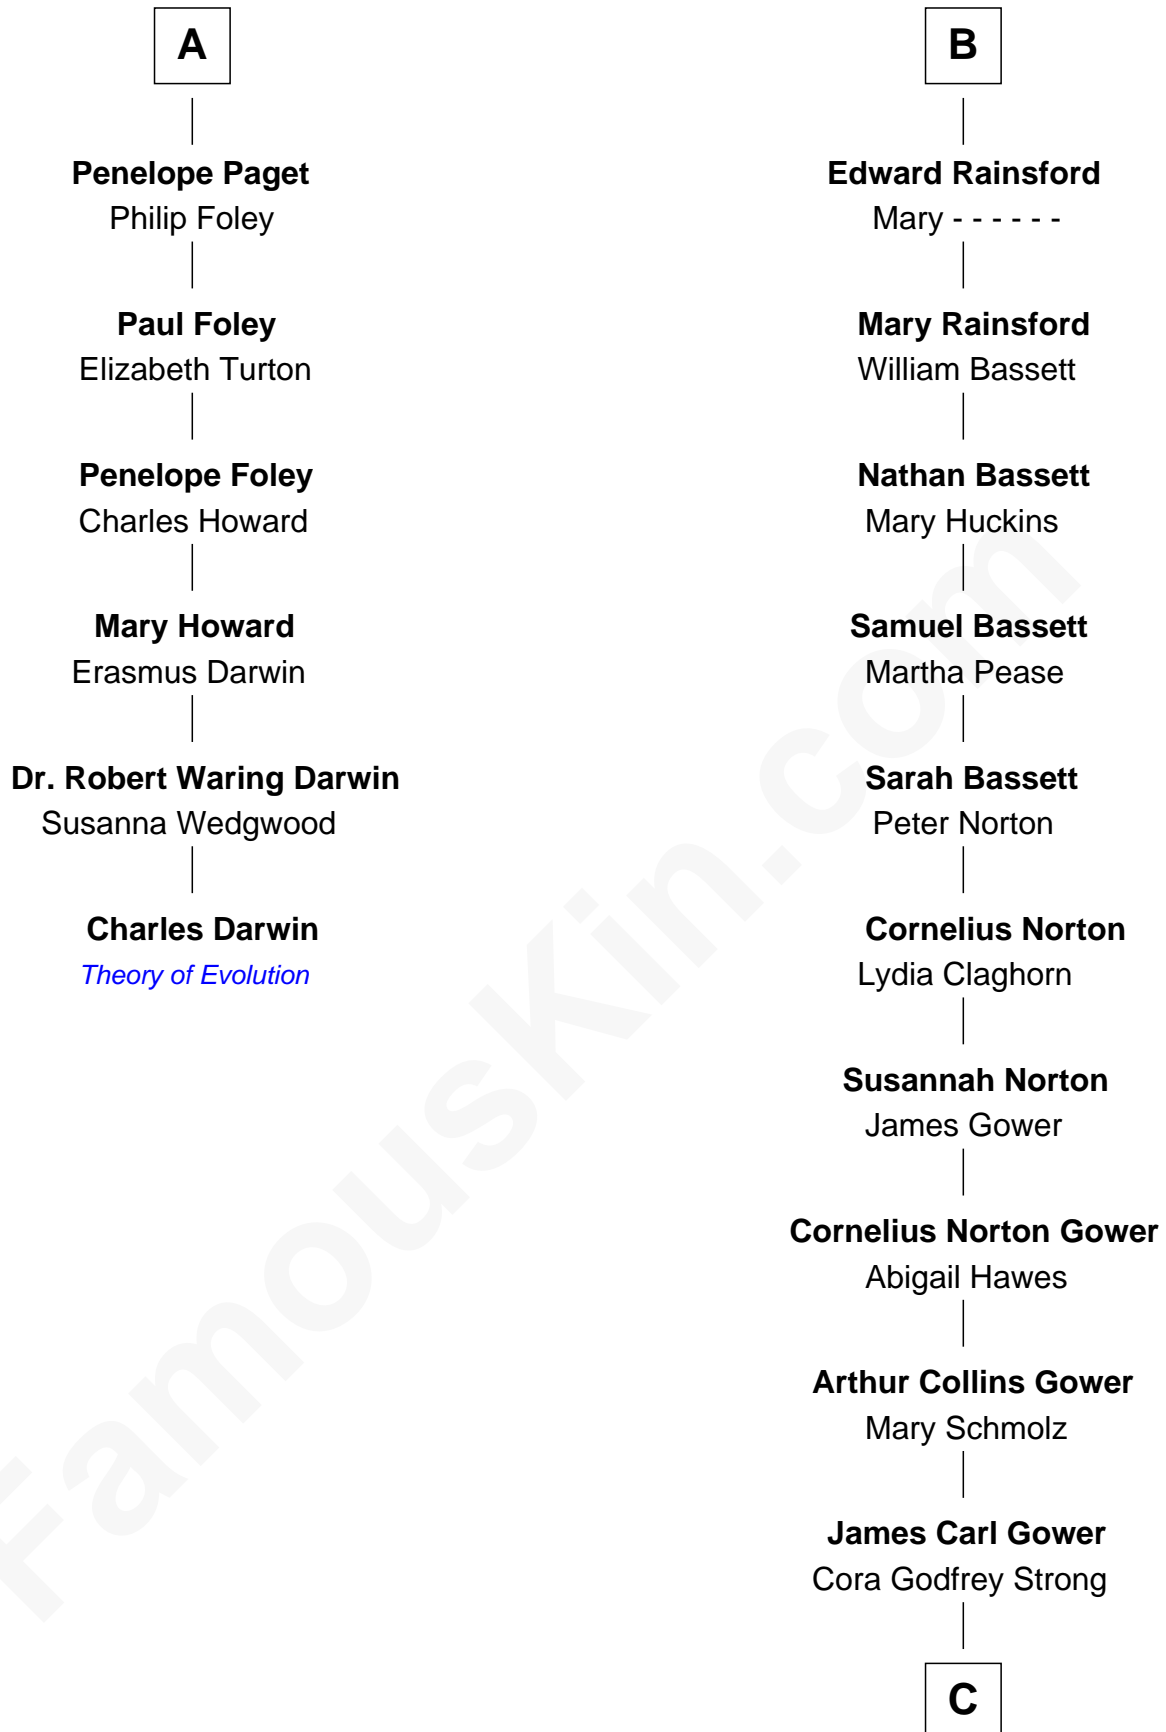 A
Penelope Paget
Philip Foley
Paul Foley
Elizabeth Turton
Penelope Foley
Charles Howard
Mary Howard
Erasmus Darwin
Dr. Robert Waring Darwin
Susanna Wedgwood
Charles Darwin
Theory of Evolution
B
Edward Rainsford
Mary - - - - - -
Mary Rainsford
William Bassett
Nathan Bassett
Mary Huckins
Samuel Bassett
Martha Pease
Sarah Bassett
Peter Norton
Cornelius Norton
Lydia Claghorn
Susannah Norton
James Gower
Cornelius Norton Gower
Abigail Hawes
Arthur Collins Gower
Mary Schmolz
James Carl Gower
Cora Godfrey Strong
C
FamousKin.com